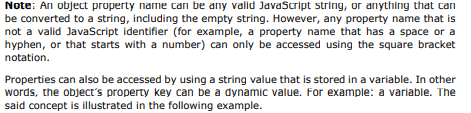 Note: An object property name can be any valid JavaScript string, or anything that can
be converted to a string, including the empty string. However, any property name that is
not a valid JavaScript identifier (for example, a property name that has a space or a
hyphen, or that starts with a number) can only be accessed using the square bracket
notation.
Properties can also be accessed by using a string value that is stored in a variable. In other
words, the object's property key can be a dynamic value. For example: a variable. The
said concept is illustrated in the following example.